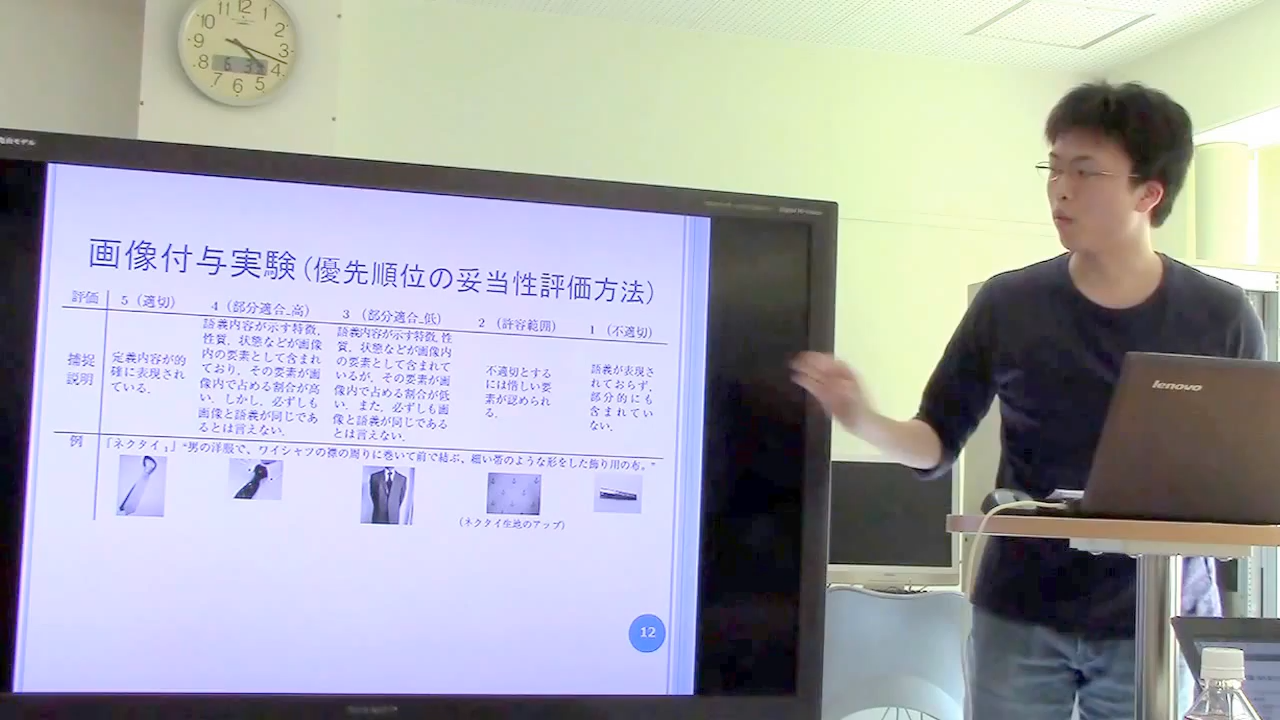 12
1
2
3
4
5
6
7
8
9
10
11
画像付与実験(優先順位の妥当性評価方法)
評価 5 (適切) 4 (部分適合_高) 3 (部分適合_低) 2 (許容範囲) 1 (不適切)
捕捉
説明
定義内容が的
確に表現され
ている.
語義内容が示す特徴,
性質, 状態などが画像
内の要素として含まれ
ており, その要素が画
像内で占める割合が高
い. しかし, 必ずしも
画像と語義が同じであ
るとは言えない.
語義内容が示す特徴, 性
質, 状態などが画像内
の要素として含まれて
いるが, その要素が画
像内で占める割合が低
い. また, 必ずしも画
像と語義が同じである
とは言えない.
不適切とする
には惜しい要
素が認められ
る.
語義が表現さ
れておらず,
部分的にも
含まれてい
ない.
例 「ネクタイ1」 “男の洋服で、ワイシャツの襟の周りに巻いて前で結ぶ、細い帯のような形をした飾り用の布。”
(ネクタイ生地のアップ)
12
lenovo